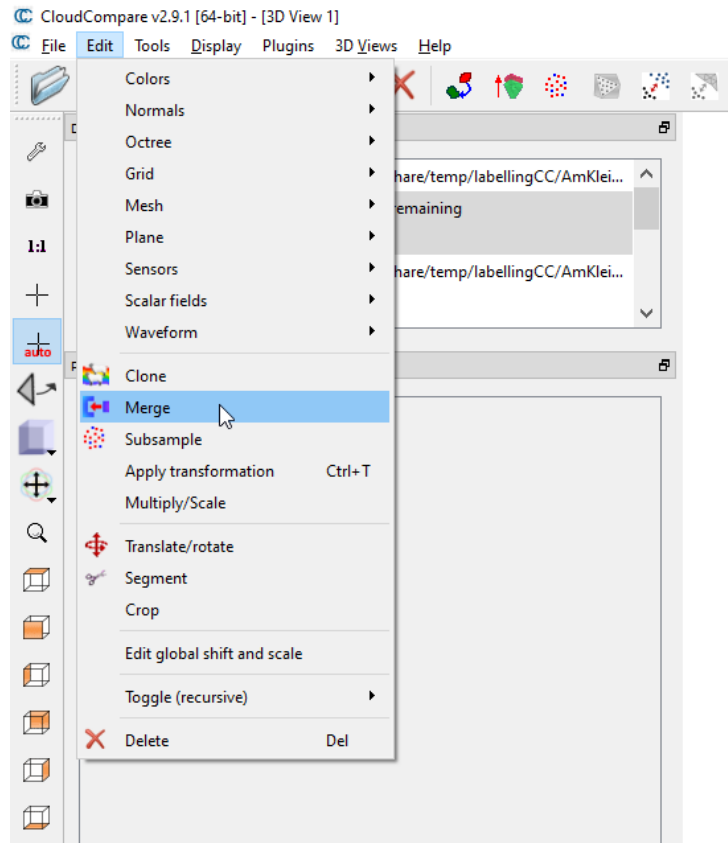 CloudCompare v2.9.1 [64-bit] - [3D View 1]
File Edit Tools Display Plugins 3D Views Help
Colors
Normals
Octree
Grid
Mesh
Plane
Sensors
Scalar fields
Waveform
Clone
Merge
Subsample
Apply transformation Ctrl+T
Multiply/Scale
Translate/rotate
Segment
Crop
Edit global shift and scale
Toggle (recursive)
Delete Del
1:1
auto
hare/temp/labellingCC/AmKlei...
remaining
hare/temp/labellingCC/AmKlei...